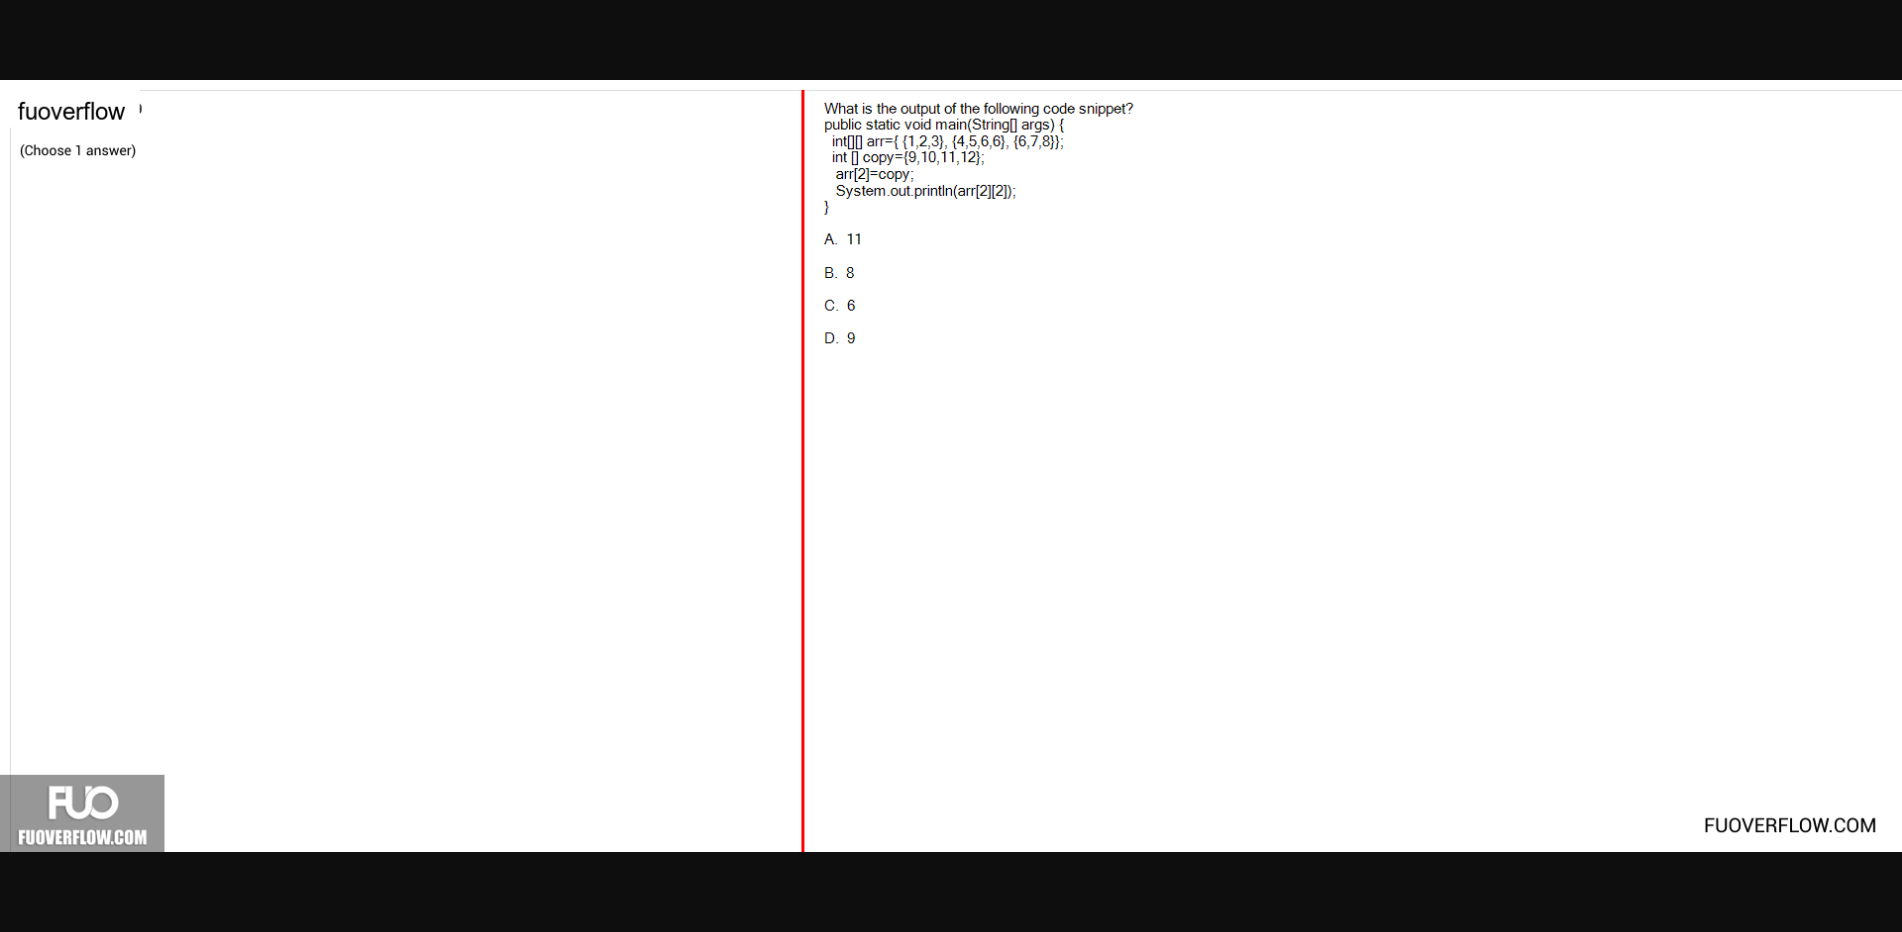 fuoverflow
(Choose 1 answer)
What is the output of the following code snippet?
public static void main(String[] args) {
int[][] arr={ {1,2,3}, {4,5,6,6}, {6,7,8}};
int [] copy={9,10,11,12};
arr[2]=copy;
System.out.println(arr[2][2]);
}
A. 11
B. 8
C. 6
D. 9
FUO
FUOVERFLOW.COM
FUOVERFLOW.COM